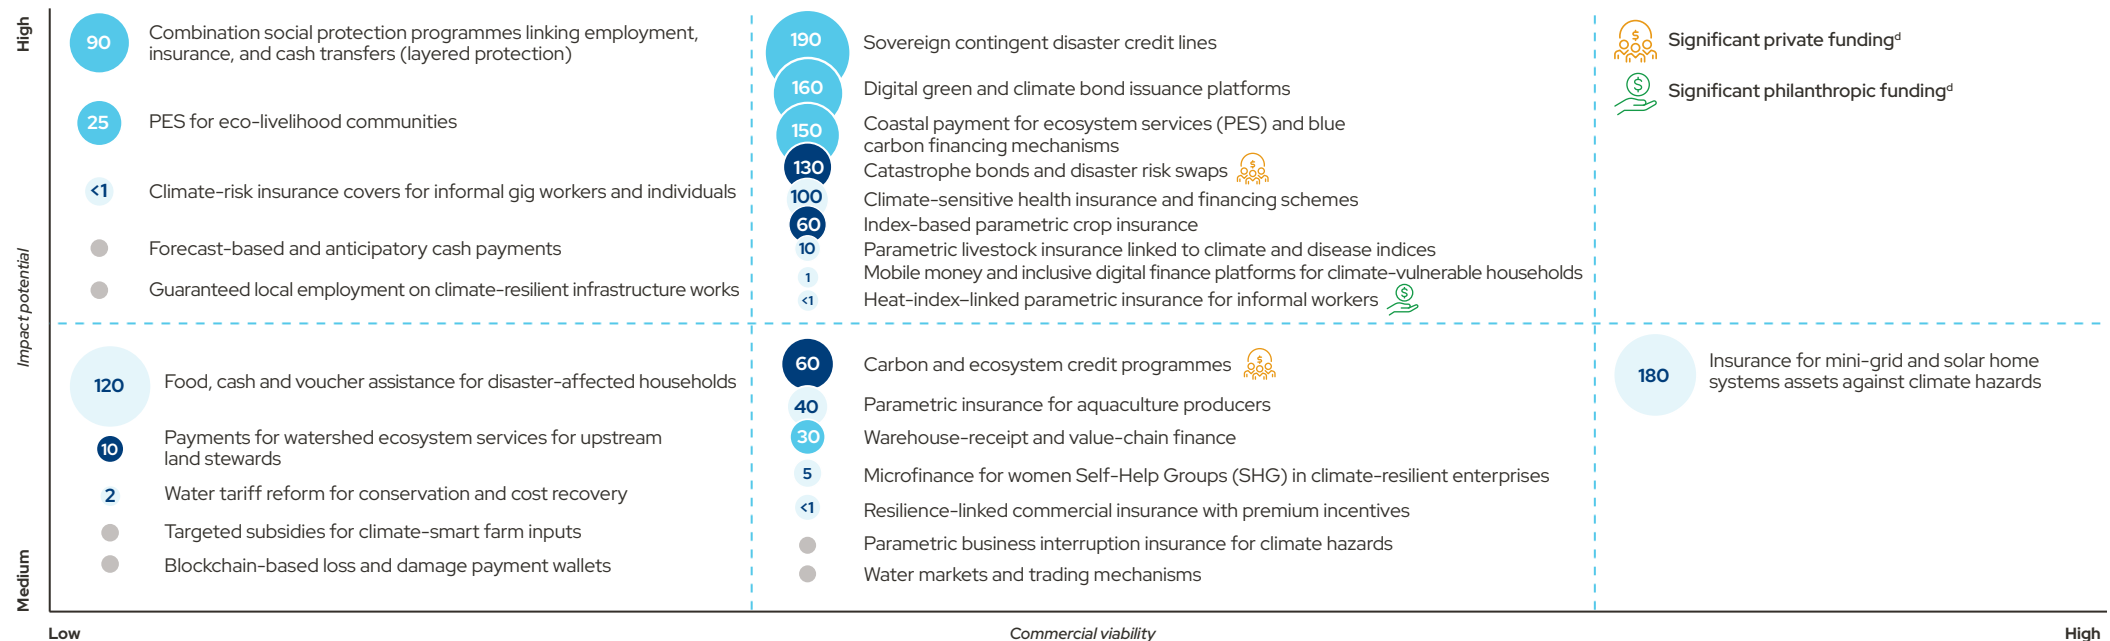 High
Impact potential
Medium
90
Combination social protection programmes linking employment,
insurance, and cash transfers (layered protection)
25
PES for eco-livelihood communities
<1
Climate-risk insurance covers for informal gig workers and individuals
Forecast-based and anticipatory cash payments
Guaranteed local employment on climate-resilient infrastructure works
190
Sovereign contingent disaster credit lines
160
Digital green and climate bond issuance platforms
150
Coastal payment for ecosystem services (PES) and blue
carbon financing mechanisms
130
Catastrophe bonds and disaster risk swaps
100
Climate-sensitive health insurance and financing schemes
60
Index-based parametric crop insurance
10
Parametric livestock insurance linked to climate and disease indices
1
Mobile money and inclusive digital finance platforms for climate-vulnerable households
<1
Heat-index–linked parametric insurance for informal workers
Significant private fundingᵈ
Significant philanthropic fundingᵈ
120
Food, cash and voucher assistance for disaster-affected households
10
Payments for watershed ecosystem services for upstream
land stewards
2
Water tariff reform for conservation and cost recovery
Targeted subsidies for climate-smart farm inputs
Blockchain-based loss and damage payment wallets
60
Carbon and ecosystem credit programmes
40
Parametric insurance for aquaculture producers
30
Warehouse-receipt and value-chain finance
5
Microfinance for women Self-Help Groups (SHG) in climate-resilient enterprises
<1
Resilience-linked commercial insurance with premium incentives
Parametric business interruption insurance for climate hazards
Water markets and trading mechanisms
180
Insurance for mini-grid and solar home
systems assets against climate hazards
Low
Commercial viability
High